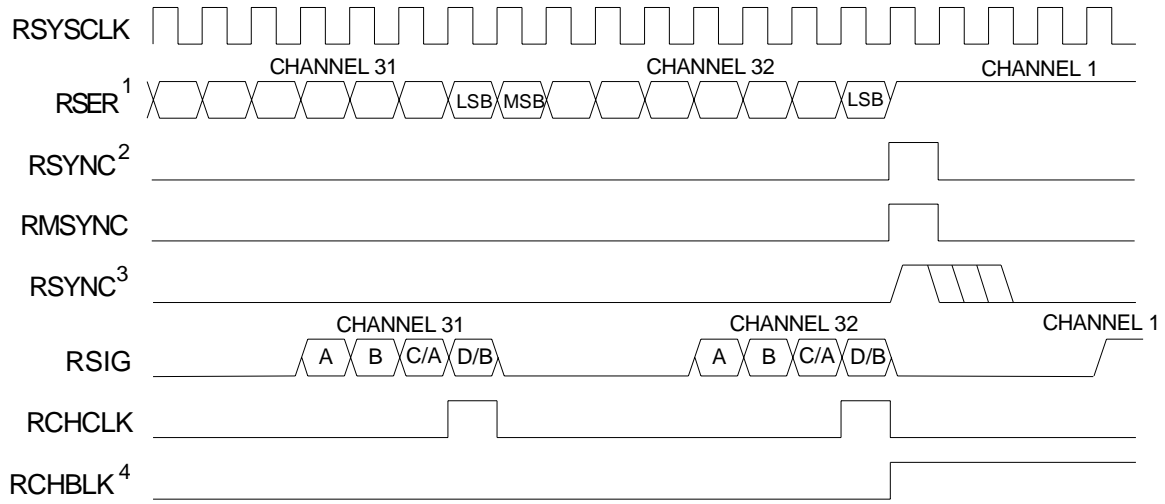 RSYSCLK
CHANNEL 31 CHANNEL 32 CHANNEL 1
RSER1 LSB MSB LSB
RSYNC2
RMSYNC
RSYNC3
CHANNEL 31 CHANNEL 32 CHANNEL 1
RSIG A B C/A D/B A B C/A D/B
RCHCLK
RCHBLK4